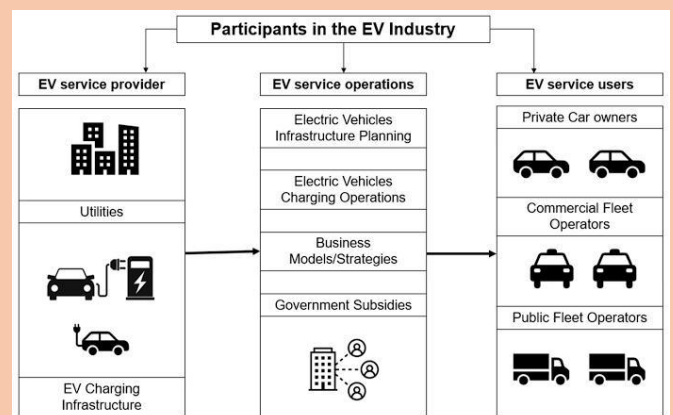 Participants in the EV Industry
EV service provider
Utilities
EV Charging
Infrastructure
EV service operations
Electric Vehicles
Infrastructure Planning
Electric Vehicles
Charging Operations
Business
Models/Strategies
Government Subsidies
EV service users
Private Car owners
Commercial Fleet
Operators
Public Fleet Operators